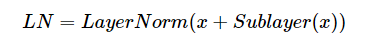 LN = LayerNorm(x + Sublayer(x))